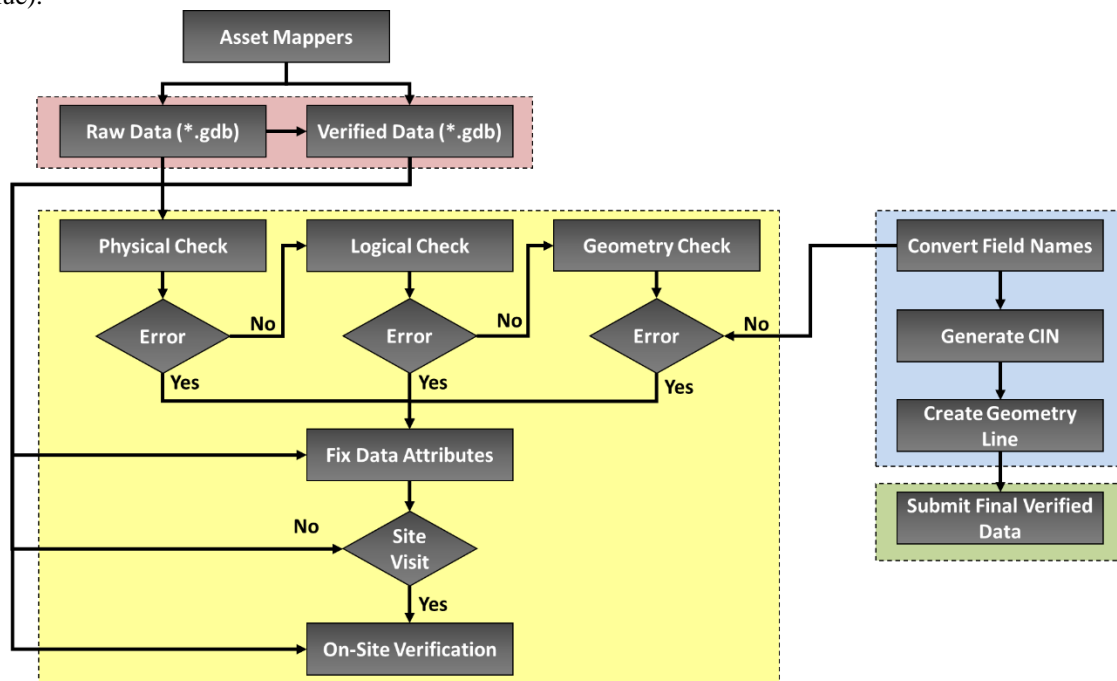 Asset Mappers
Raw Data (*.gdb)
Verified Data (*.gdb)
Physical Check
Logical Check
Geometry Check
Convert Field Names
Error
No
Error
No
Error
No
Generate CIN
Yes
Yes
Yes
Create Geometry
Line
Fix Data Attributes
Submit Final Verified
Data
No
Site
Visit
Yes
On-Site Verification